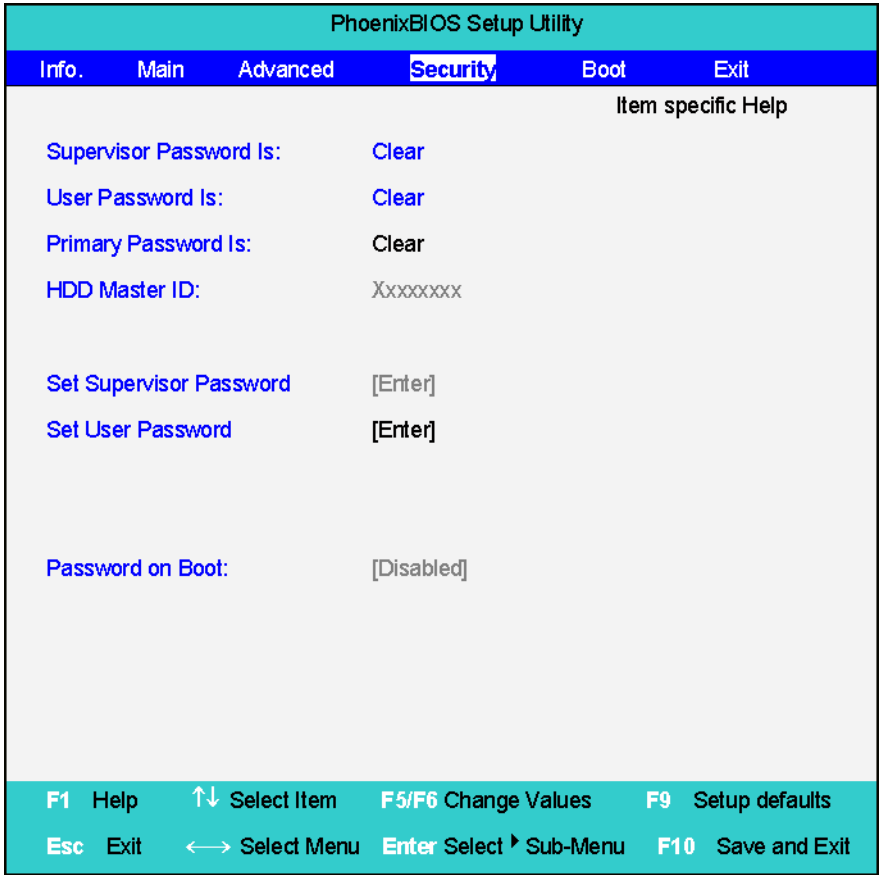 PhoenixBIOS Setup Utility
Info. Main Advanced Security Boot Exit
Item specific Help
Supervisor Password Is: Clear
User Password Is: Clear
Primary Password Is: Clear
HDD Master ID: Xxxxxxxx
Set Supervisor Password [Enter]
Set User Password [Enter]
Password on Boot: [Disabled]
F1 Help ↑↓ Select Item F5/F6 Change Values F9 Setup defaults
Esc Exit ←→ Select Menu Enter Select ▶ Sub-Menu F10 Save and Exit